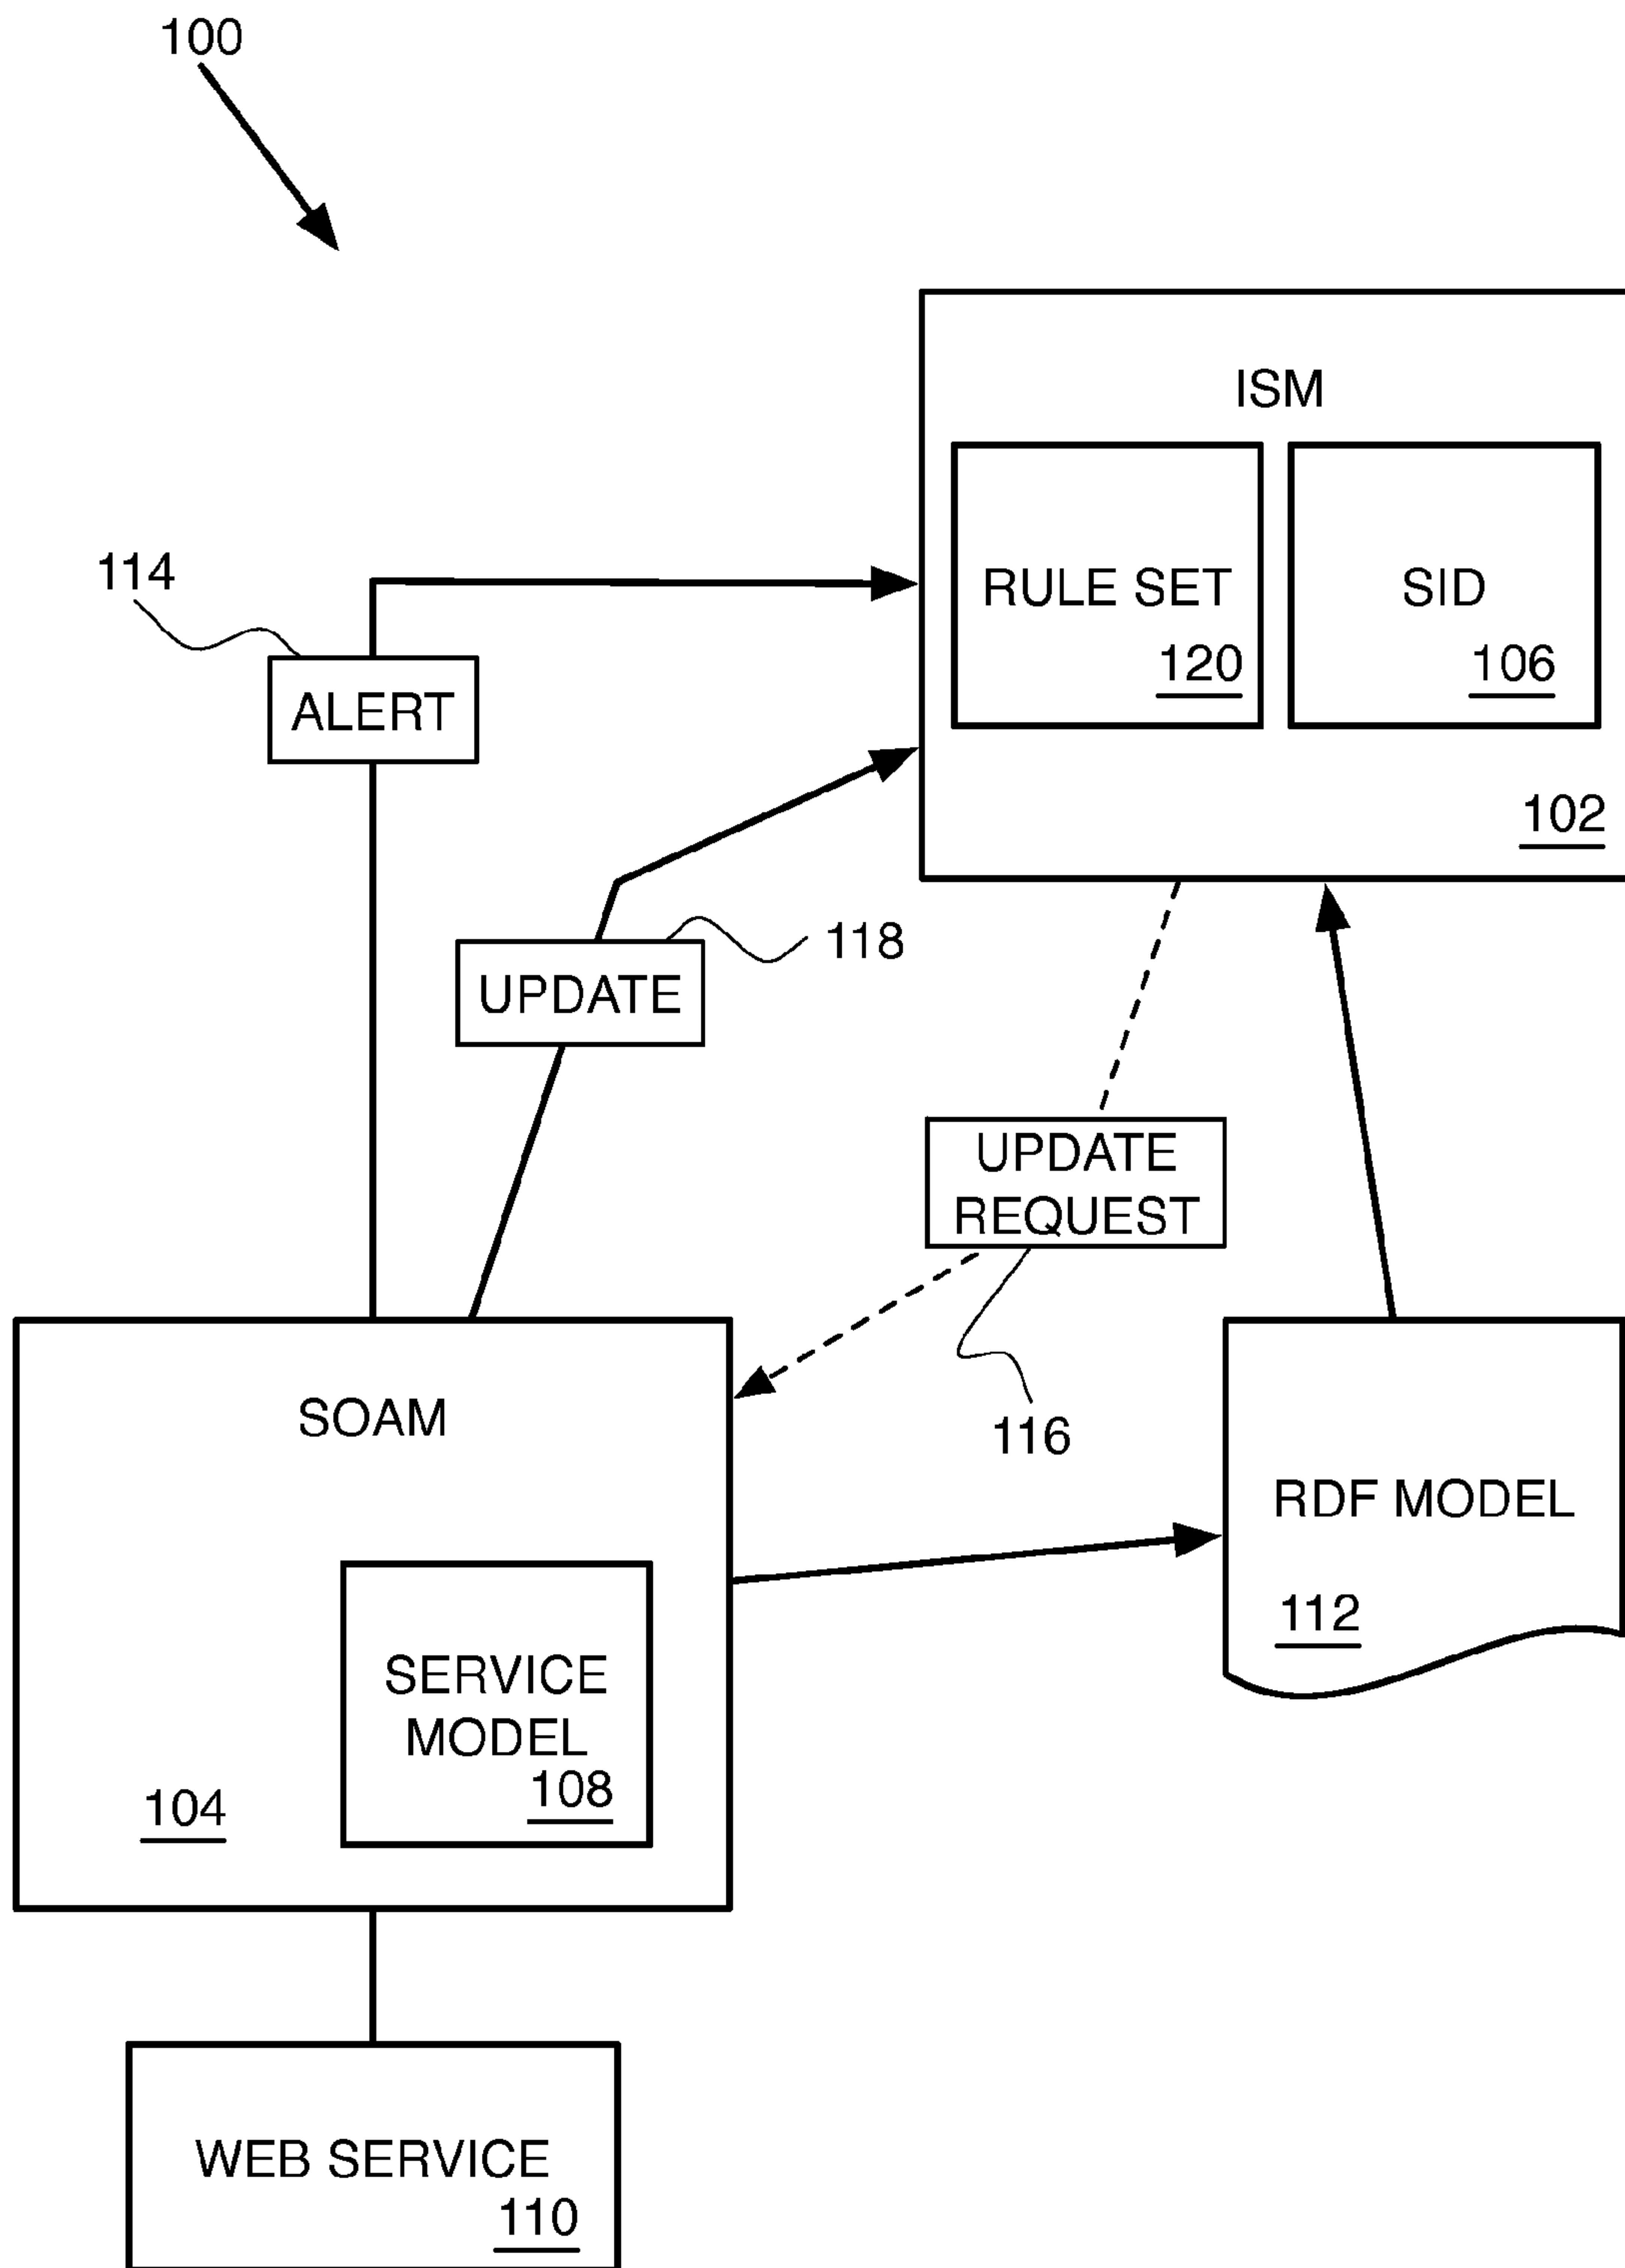 100
ISM
RULE SET
120
SID
106
102
114
ALERT
118
UPDATE
UPDATE
REQUEST
116
SOAM
SERVICE
MODEL
108
104
RDF MODEL
112
WEB SERVICE
110